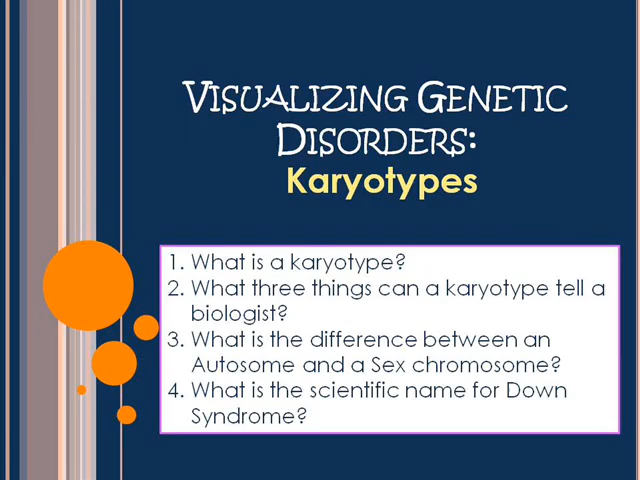 VISUALIZING GENETIC
DISORDERS:
Karyotypes
1. What is a karyotype?
2. What three things can a karyotype tell a
biologist?
3. What is the difference between an
Autosome and a Sex chromosome?
4. What is the scientific name for Down
Syndrome?